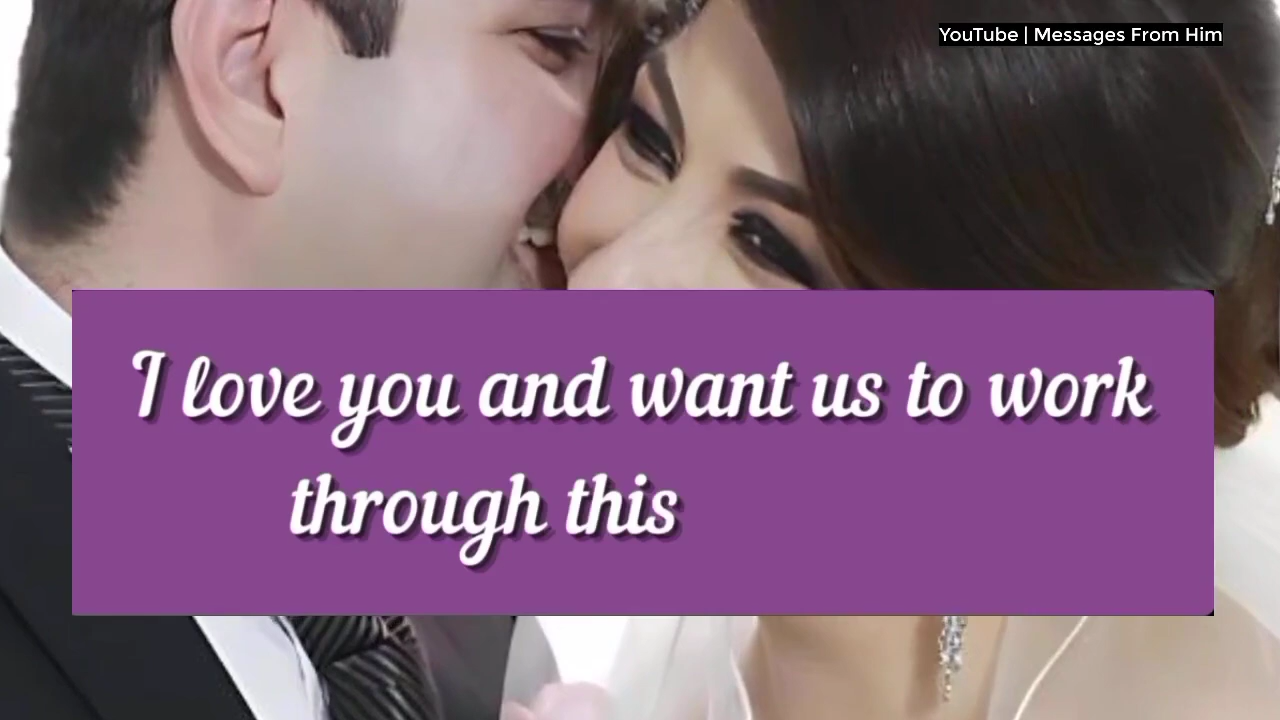 YouTube | Messages From Him
I love you and want us to work
through this